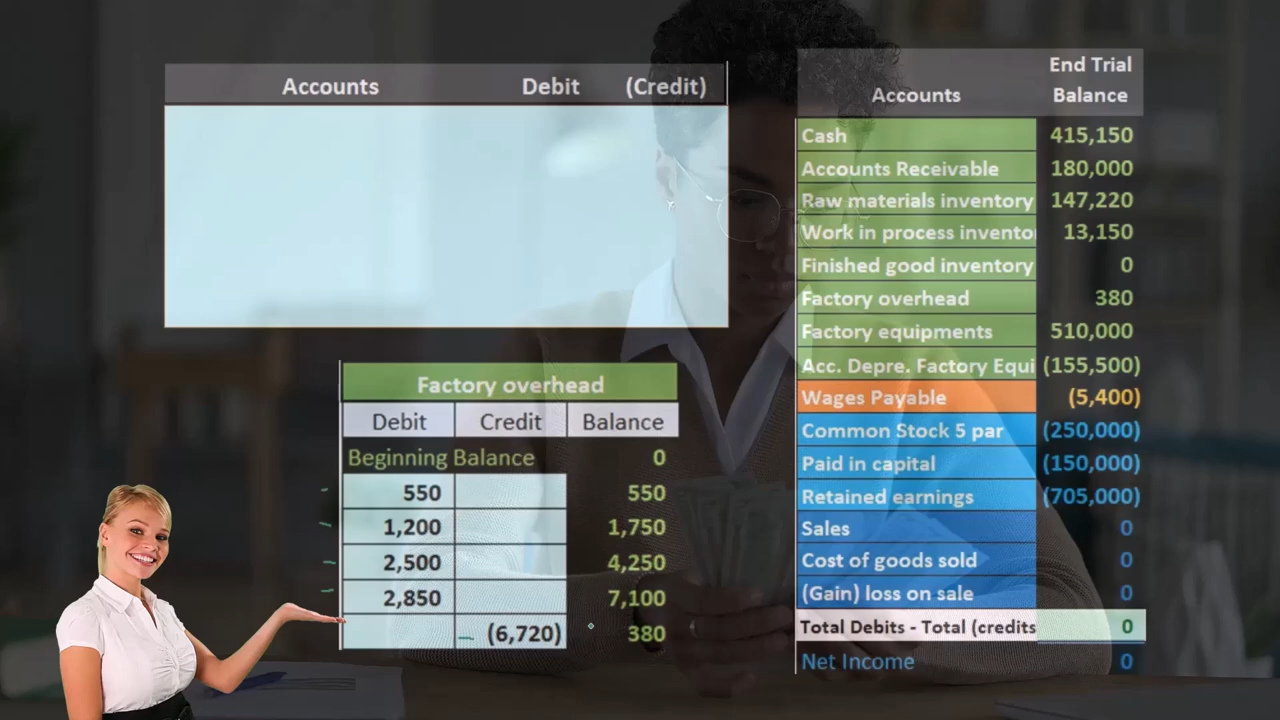 Accounts Debit (Credit)
Factory overhead
Debit Credit Balance
Beginning Balance 0
550 550
1,200 1,750
2,500 4,250
2,850 7,100
(6,720) 380
End Trial
Accounts Balance
Cash 415,150
Accounts Receivable 180,000
Raw materials inventory 147,220
Work in process invento 13,150
Finished good inventory 0
Factory overhead 380
Factory equipments 510,000
Acc. Depre. Factory Equi (155,500)
Wages Payable (5,400)
Common Stock 5 par (250,000)
Paid in capital (150,000)
Retained earnings (705,000)
Sales 0
Cost of goods sold 0
(Gain) loss on sale 0
Total Debits - Total (credits 0
Net Income 0